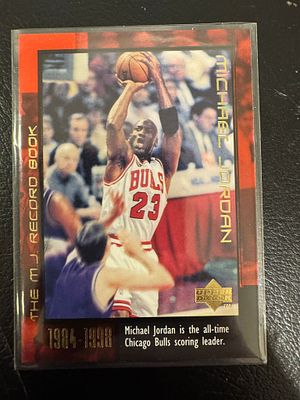 MICHAEL JORDAN
THE MJ RECORD BOOK
BULLS
23
UPPER DECK
1984-1998
Michael Jordan is the all-time
Chicago Bulls scoring leader.